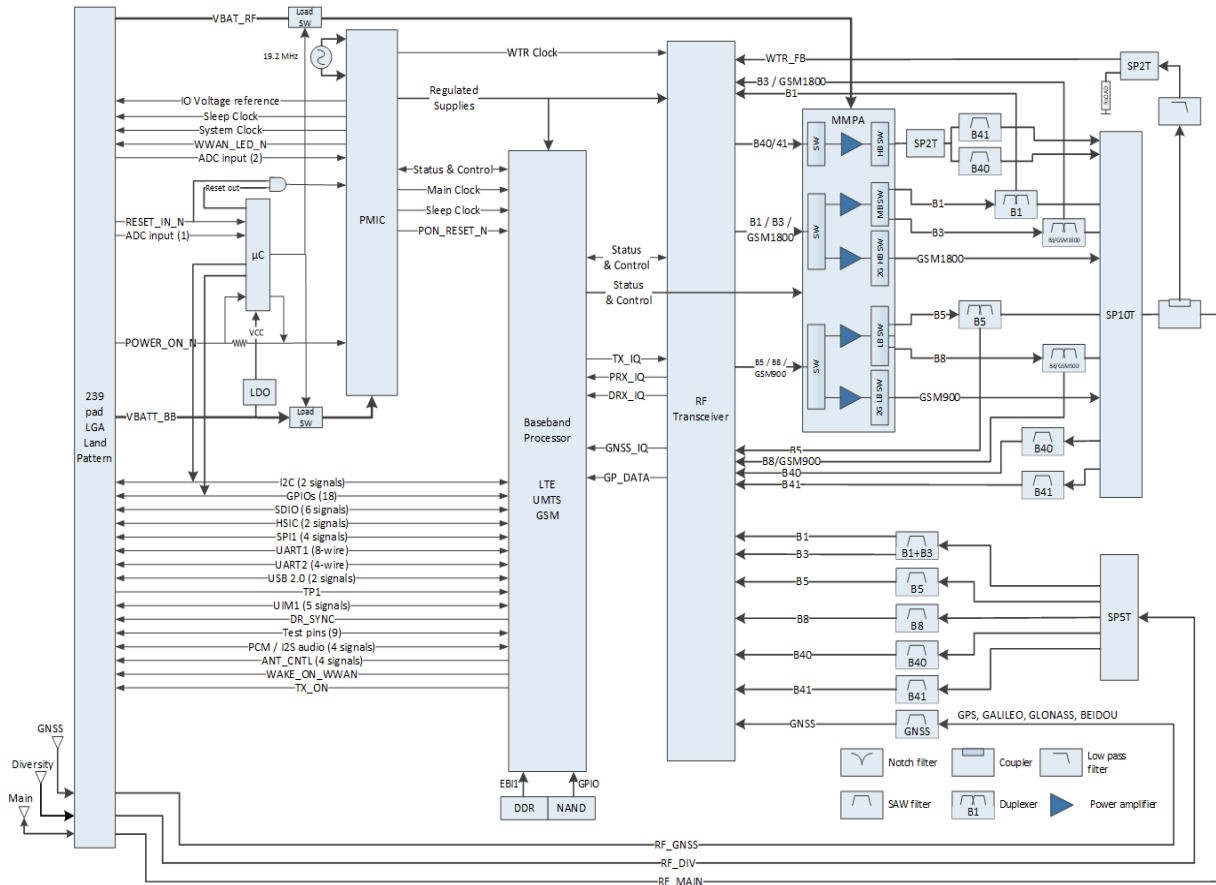 VBAT_RF
Load
SW
19.2 MHz
WTR Clock
WTR_FB
SP2T
RLOAD
B3 / GSM1800
B1
IO Voltage reference
Sleep Clock
System Clock
WWAN_LED_N
ADC input (2)
Reset out
RESET_IN_N
ADC input (1)
µC
VCC
POWER_ON_N
LDO
VBATT_BB
Load
SW
239
pad
LGA
Land
Pattern
PMIC
Regulated
Supplies
Status & Control
Main Clock
Sleep Clock
PON_RESET_N
Baseband
Processor
LTE
UMTS
GSM
Status
& Control
Status
& Control
TX_IQ
PRX_IQ
DRX_IQ
GNSS_IQ
GP_DATA
RF
Transceiver
MMPA
B40/41
SW
HB SW
SP2T
B41
B40
B1 / B3 /
GSM1800
SW
MB SW
B1
B1
B3
B3/GSM1800
2G HB SW
GSM1800
B5 / B8 /
GSM900
SW
LB SW
B5
B5
B8
B8/GSM900
2G LB SW
GSM900
SP10T
B5
B8/GSM900
B40
B40
B41
B41
I2C (2 signals)
GPIOs (18)
SDIO (6 signals)
HSIC (2 signals)
SPI1 (4 signals)
UART1 (8-wire)
UART2 (4-wire)
USB 2.0 (2 signals)
TP1
UIM1 (5 signals)
DR_SYNC
Test pins (9)
PCM / I2S audio (4 signals)
ANT_CNTL (4 signals)
WAKE_ON_WWAN
TX_ON
B1
B3
B1+B3
B5
B5
B8
B8
B40
B40
B41
B41
GNSS
GNSS
GPS, GALILEO, GLONASS, BEIDOU
SP5T
EBI1
GPIO
DDR
NAND
GNSS
Diversity
Main
Notch filter
Coupler
Low pass
filter
SAW filter
B1
Duplexer
Power amplifier
RF_GNSS
RF_DIV
RF_MAIN